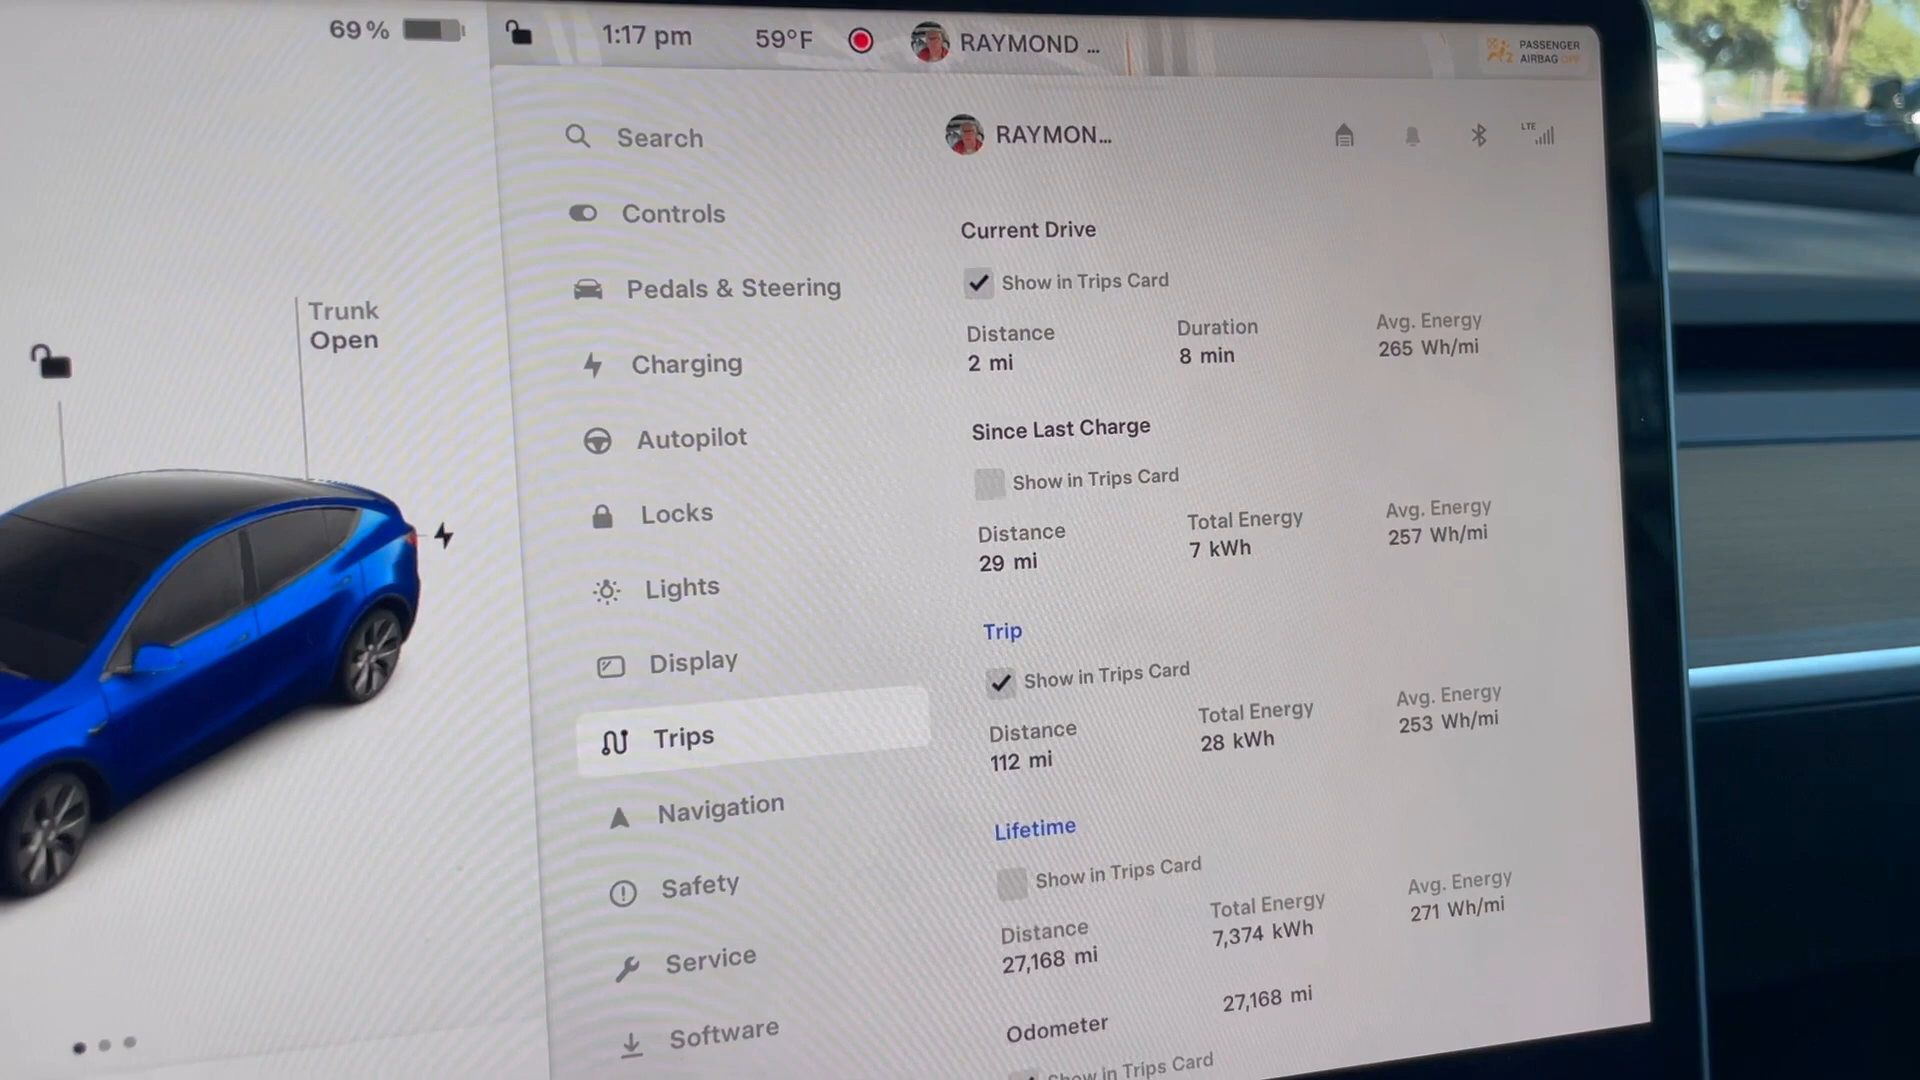 69%
1:17 pm
59°F
RAYMOND ...
PASSENGER
AIRBAG OFF
Search
RAYMON...
LTE
Controls
Pedals & Steering
Charging
Autopilot
Locks
Lights
Display
Trips
Navigation
Safety
Service
Software
Trunk
Open
Current Drive
Show in Trips Card
Distance
2 mi
Duration
8 min
Avg. Energy
265 Wh/mi
Since Last Charge
Show in Trips Card
Distance
29 mi
Total Energy
7 kWh
Avg. Energy
257 Wh/mi
Trip
Show in Trips Card
Distance
112 mi
Total Energy
28 kWh
Avg. Energy
253 Wh/mi
Lifetime
Show in Trips Card
Distance
27,168 mi
Total Energy
7,374 kWh
Avg. Energy
271 Wh/mi
Odometer
27,168 mi
Show in Trips Card